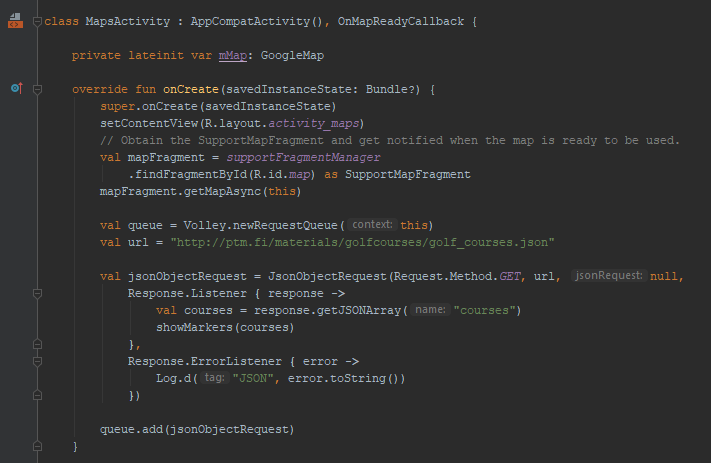 class MapsActivity : AppCompatActivity(), OnMapReadyCallback {
private lateinit var mMap: GoogleMap
override fun onCreate(savedInstanceState: Bundle?) {
super.onCreate(savedInstanceState)
setContentView(R.layout.activity_maps)
// Obtain the SupportMapFragment and get notified when the map is ready to be used.
val mapFragment = supportFragmentManager
.findFragmentById(R.id.map) as SupportMapFragment
mapFragment.getMapAsync(this)
val queue = Volley.newRequestQueue( context: this)
val url = "http://ptm.fi/materials/golfcourses/golf_courses.json"
val jsonObjectRequest = JsonObjectRequest(Request.Method.GET, url, jsonRequest: null,
Response.Listener { response ->
val courses = response.getJSONArray( name: "courses")
showMarkers(courses)
},
Response.ErrorListener { error ->
Log.d( tag: "JSON", error.toString())
})
queue.add(jsonObjectRequest)
}